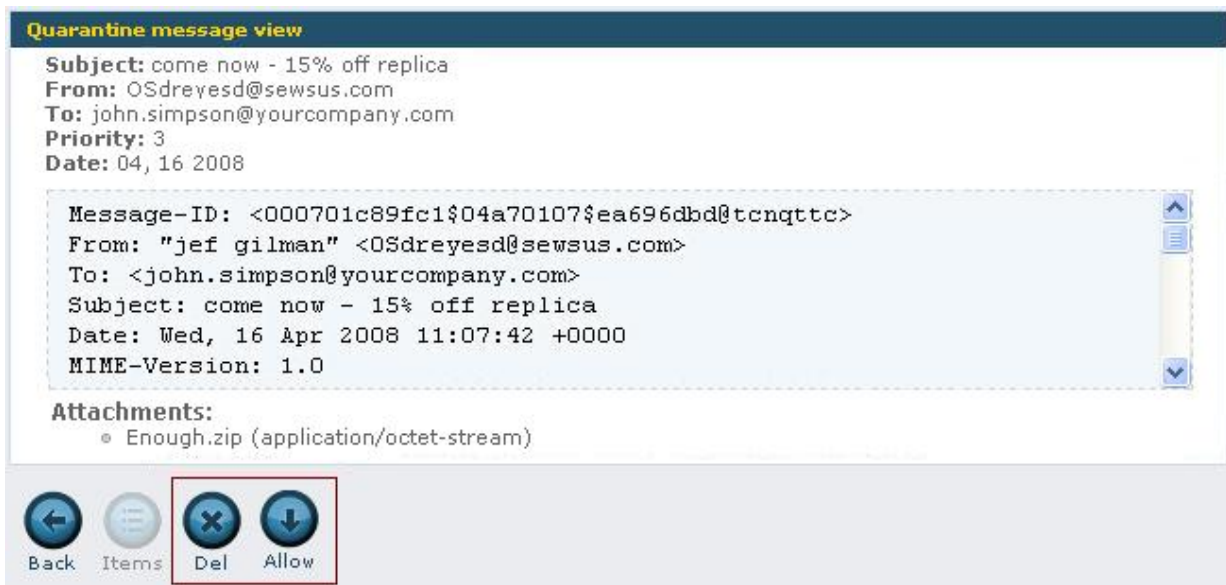 Quarantine message view
Subject: come now - 15% off replica
From: OSdreyesd@sewsus.com
To: john.simpson@yourcompany.com
Priority: 3
Date: 04, 16 2008
Message-ID: <000701c89fc1$04a70107$ea696dbd@tcnqttc>
From: "jef gilman" <OSdreyesd@sewsus.com>
To: <john.simpson@yourcompany.com>
Subject: come now - 15% off replica
Date: Wed, 16 Apr 2008 11:07:42 +0000
MIME-Version: 1.0
Attachments:
Enough.zip (application/octet-stream)
Back Items Del Allow